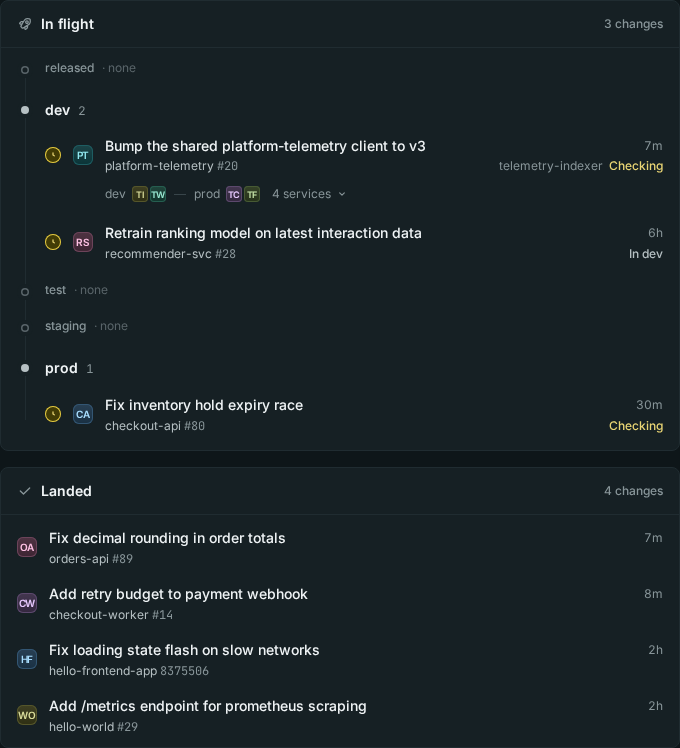 In flight 3 changes
released · none
dev 2
PT Bump the shared platform-telemetry client to v3 7m
platform-telemetry #20 telemetry-indexer Checking
dev TI TW — prod TC TF 4 services
RS Retrain ranking model on latest interaction data 6h
recommender-svc #28 In dev
test · none
staging · none
prod 1
CA Fix inventory hold expiry race 30m
checkout-api #80 Checking
Landed 4 changes
OA Fix decimal rounding in order totals 7m
orders-api #89
CW Add retry budget to payment webhook 8m
checkout-worker #14
HF Fix loading state flash on slow networks 2h
hello-frontend-app 8375506
WO Add /metrics endpoint for prometheus scraping 2h
hello-world #29